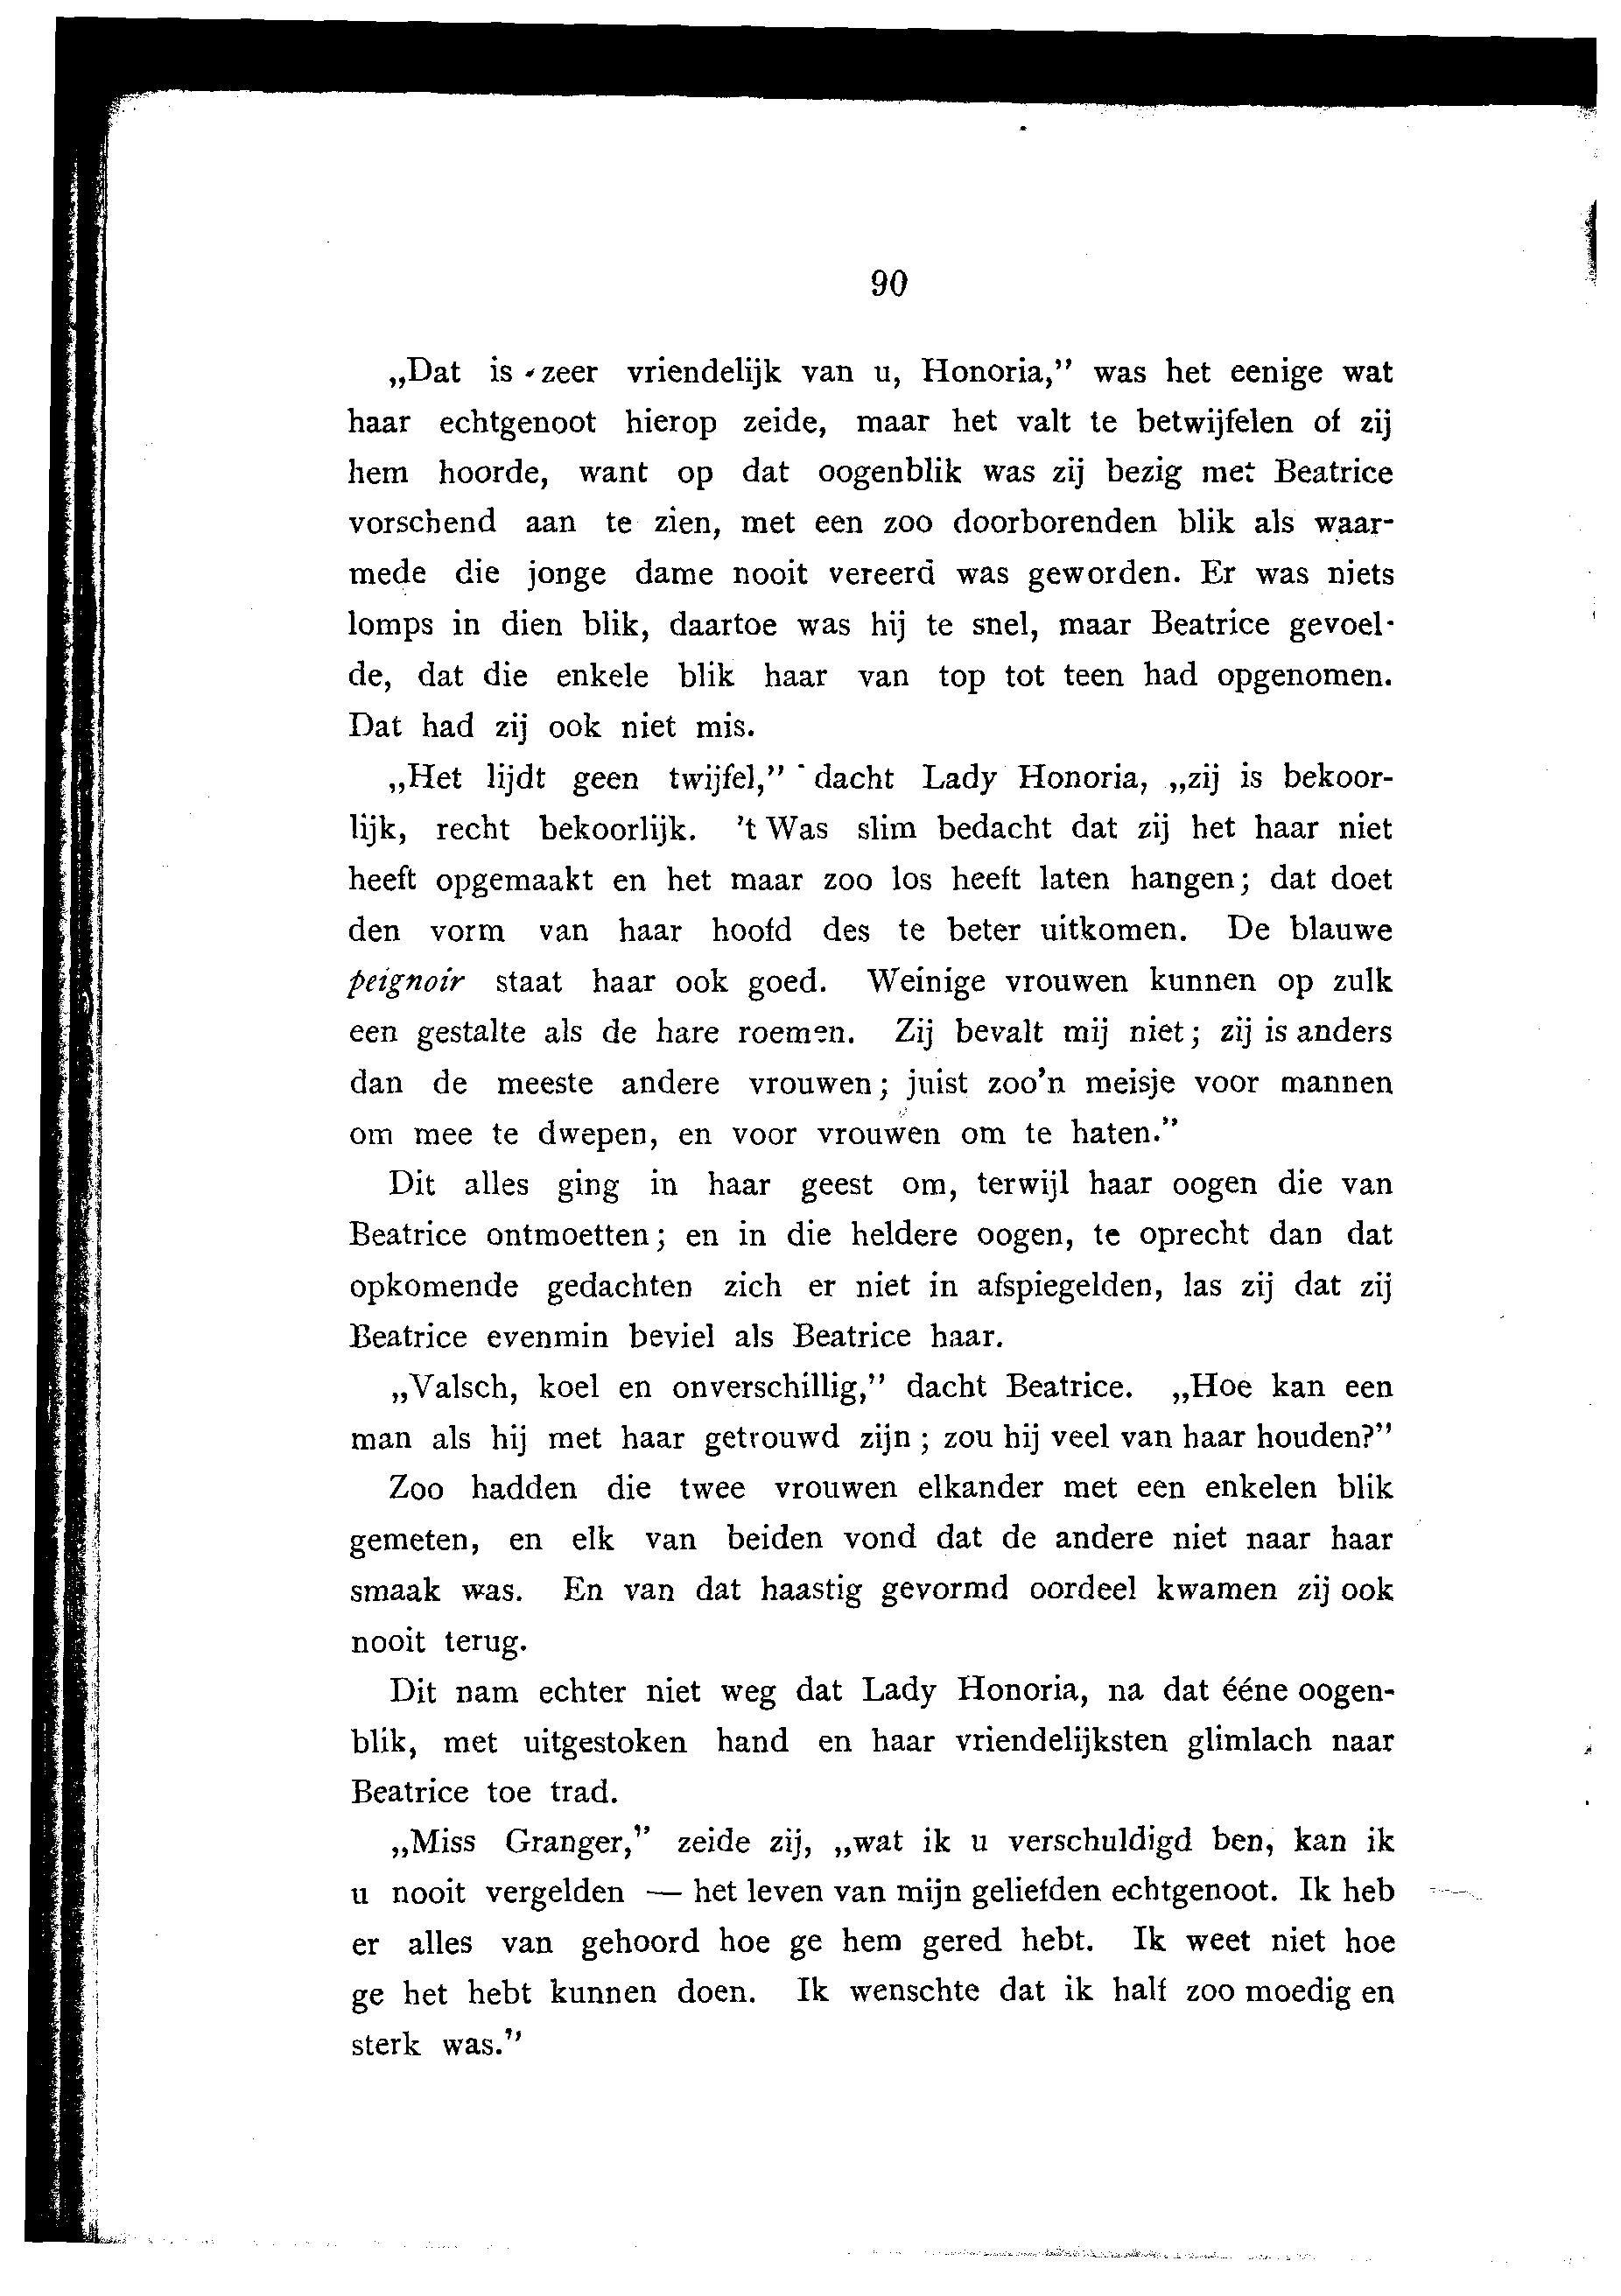 90
„Dat is zeer vriendelijk van u, Honoria,” was het eenige wat
haar echtgenoot hierop zeide, maar het valt te betwijfelen of zij
hem hoorde, want op dat oogenblik was zij bezig met Beatrice
vorschend aan te zien, met een zoo doorborenden blik als waar-
mede die jonge dame nooit vereerd was geworden. Er was niets
lomps in dien blik, daartoe was hij te snel, maar Beatrice gevoel-
de, dat die enkele blik haar van top tot teen had opgenomen.
Dat had zij ook niet mis.
„Het lijdt geen twijfel,” dacht Lady Honoria, „zij is bekoor-
lijk, recht bekoorlijk. 't Was slim bedacht dat zij het haar niet
heeft opgemaakt en het maar zoo los heeft laten hangen; dat doet
den vorm van haar hoofd des te beter uitkomen. De blauwe
peignoir staat haar ook goed. Weinige vrouwen kunnen op zulk
een gestalte als de hare roemen. Zij bevalt mij niet; zij is anders
dan de meeste andere vrouwen; juist zoo'n meisje voor mannen
om mee te dwepen, en voor vrouwen om te haten.”
Dit alles ging in haar geest om, terwijl haar oogen die van
Beatrice ontmoetten; en in die heldere oogen, te oprecht dan dat
opkomende gedachten zich er niet in afspiegelden, las zij dat zij
Beatrice evenmin beviel als Beatrice haar.
„Valsch, koel en onverschillig,” dacht Beatrice. „Hoe kan een
man als hij met haar getrouwd zijn; zou hij veel van haar houden?”
Zoo hadden die twee vrouwen elkander met een enkelen blik
gemeten, en elk van beiden vond dat de andere niet naar haar
smaak was. En van dat haastig gevormd oordeel kwamen zij ook
nooit terug.
Dit nam echter niet weg dat Lady Honoria, na dat ééne oogen-
blik, met uitgestoken hand en haar vriendelijksten glimlach naar
Beatrice toe trad.
„Miss Granger,” zeide zij, „wat ik u verschuldigd ben, kan ik
u nooit vergelden — het leven van mijn geliefden echtgenoot. Ik heb
er alles van gehoord hoe ge hem gered hebt. Ik weet niet hoe
ge het hebt kunnen doen. Ik wenschte dat ik half zoo moedig en
sterk was.”